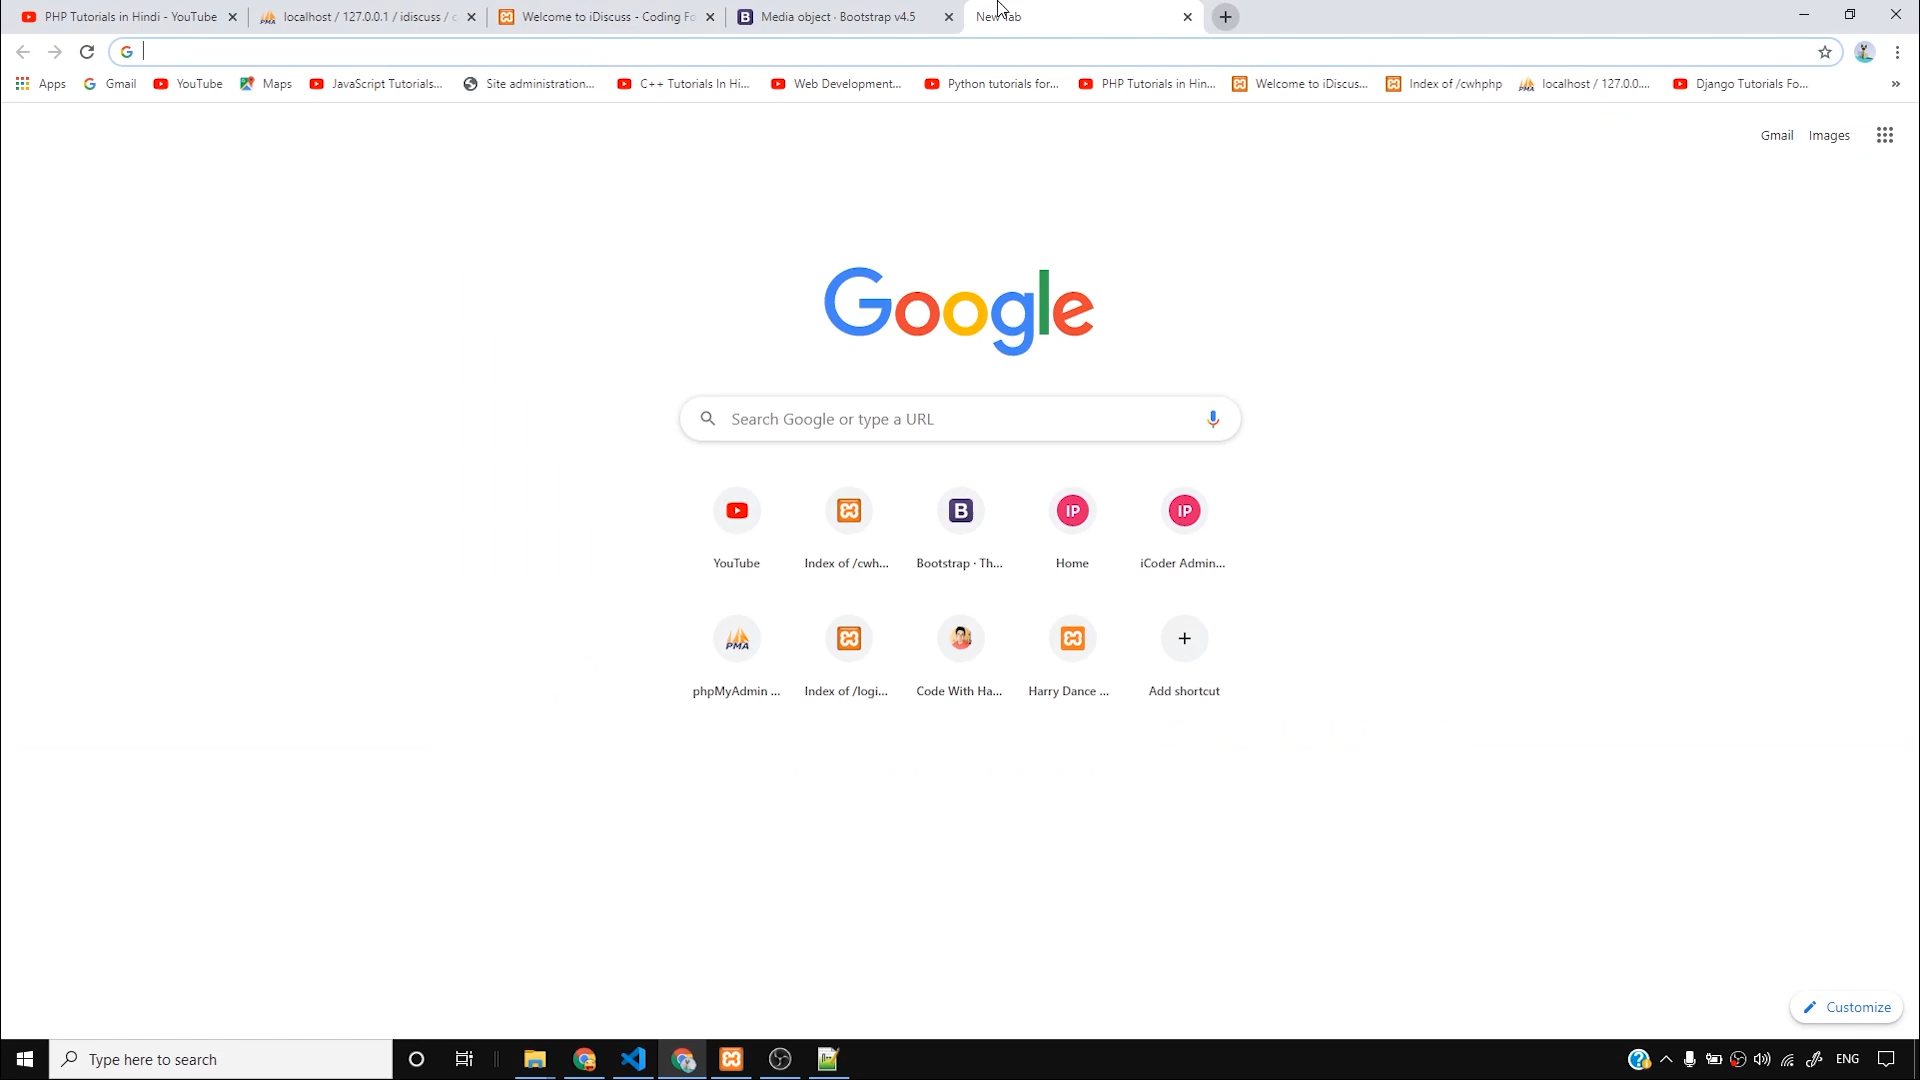 PHP Tutorials in Hindi - YouTube
localhost / 127.0.0.1 / idiscuss / c
Welcome to iDiscuss - Coding Fo
Media object · Bootstrap v4.5
New Tab
Apps
Gmail
YouTube
Maps
JavaScript Tutorials...
Site administration...
C++ Tutorials In Hi...
Web Development...
Python tutorials for...
PHP Tutorials in Hin...
Welcome to iDiscus...
Index of /cwhphp
localhost / 127.0.0....
Django Tutorials Fo...
»
Gmail Images
Google
Search Google or type a URL
YouTube
Index of /cwh...
Bootstrap · Th...
IP
Home
IP
iCoder Admin...
PMA
phpMyAdmin ...
Index of /logi...
Code With Ha...
Harry Dance ...
Add shortcut
Customize
Type here to search
ENG